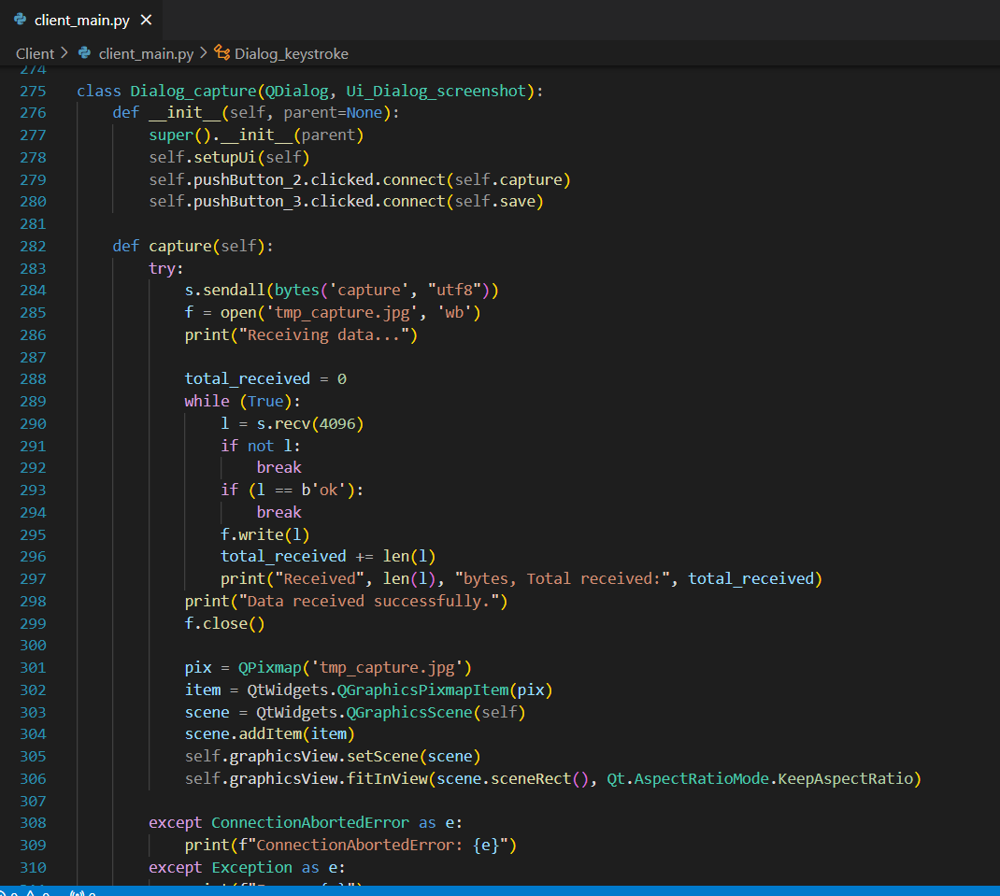 client_main.py
Client > client_main.py > Dialog_keystroke
274
275 class Dialog_capture(QDialog, Ui_Dialog_screenshot):
276     def __init__(self, parent=None):
277         super().__init__(parent)
278         self.setupUi(self)
279         self.pushButton_2.clicked.connect(self.capture)
280         self.pushButton_3.clicked.connect(self.save)
281
282     def capture(self):
283         try:
284             s.sendall(bytes('capture', "utf8"))
285             f = open('tmp_capture.jpg', 'wb')
286             print("Receiving data...")
287
288             total_received = 0
289             while (True):
290                 l = s.recv(4096)
291                 if not l:
292                     break
293                 if (l == b'ok'):
294                     break
295                 f.write(l)
296                 total_received += len(l)
297                 print("Received", len(l), "bytes, Total received:", total_received)
298             print("Data received successfully.")
299             f.close()
300
301             pix = QPixmap('tmp_capture.jpg')
302             item = QtWidgets.QGraphicsPixmapItem(pix)
303             scene = QtWidgets.QGraphicsScene(self)
304             scene.addItem(item)
305             self.graphicsView.setScene(scene)
306             self.graphicsView.fitInView(scene.sceneRect(), Qt.AspectRatioMode.KeepAspectRatio)
307
308         except ConnectionAbortedError as e:
309             print(f"ConnectionAbortedError: {e}")
310         except Exception as e: